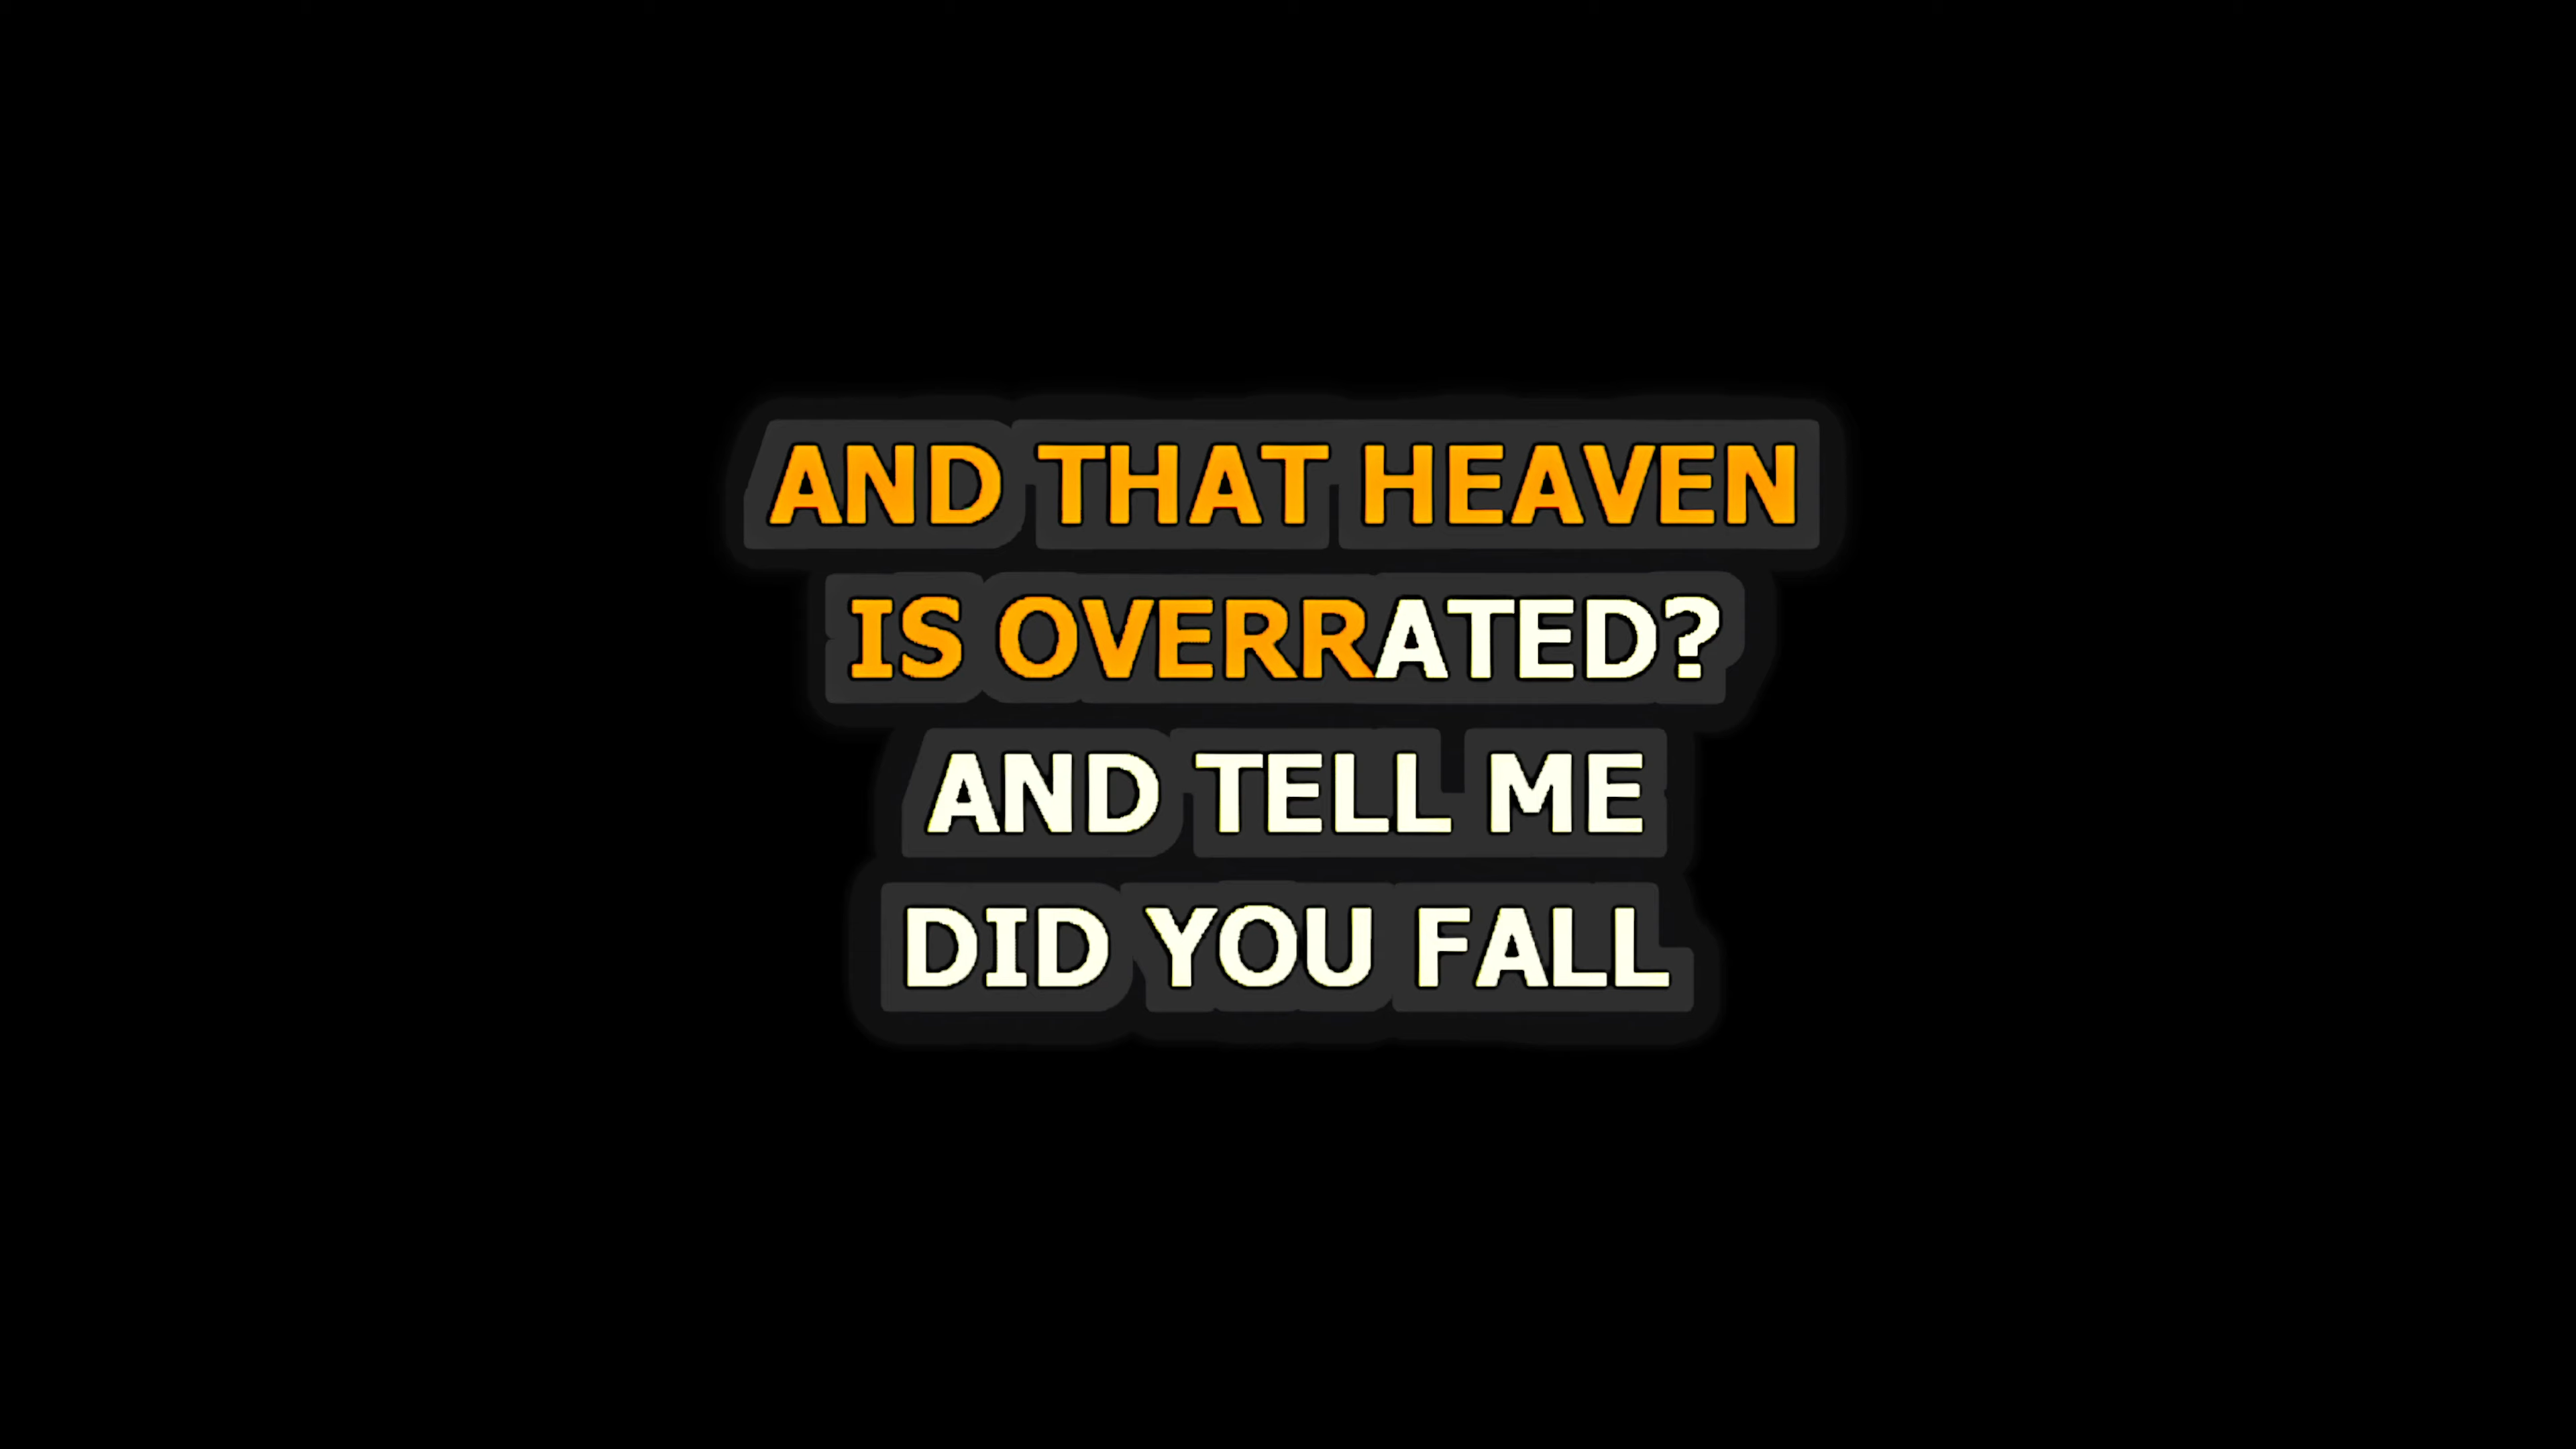 AND THAT HEAVEN
IS OVERRATED?
AND TELL ME
DID YOU FALL